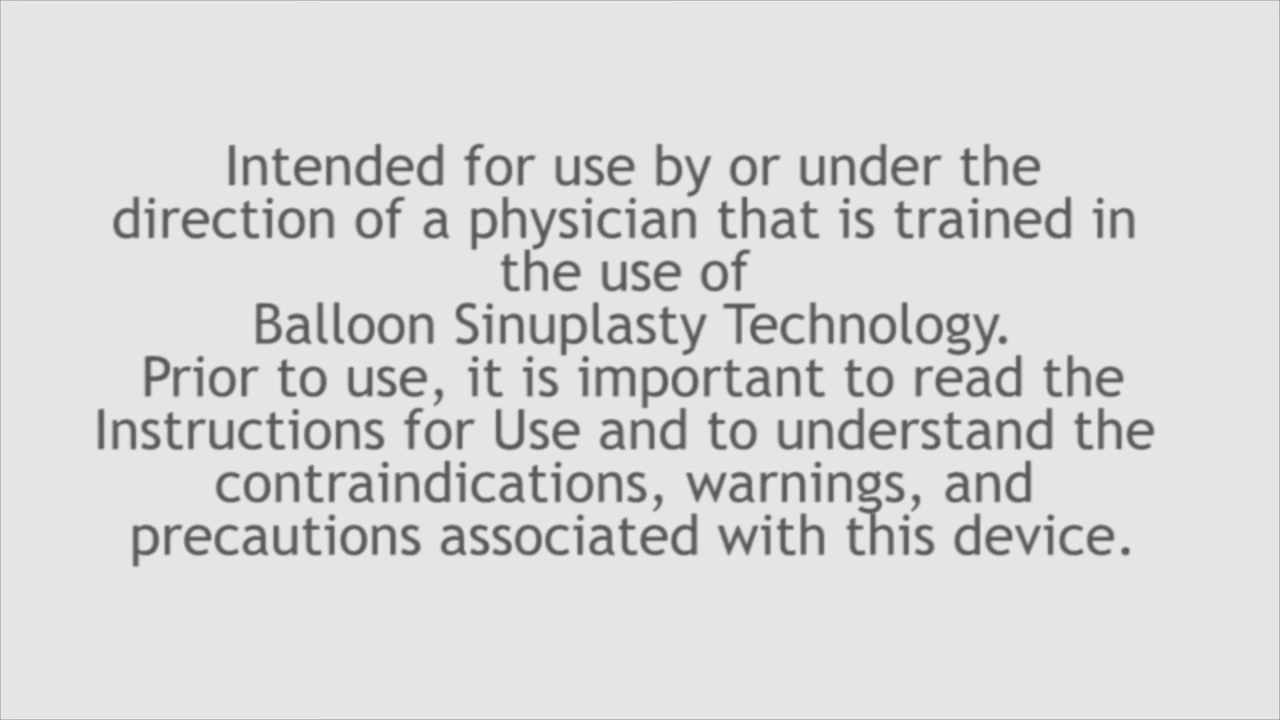 Intended for use by or under the
direction of a physician that is trained in
the use of
Balloon Sinuplasty Technology.
Prior to use, it is important to read the
Instructions for Use and to understand the
contraindications, warnings, and
precautions associated with this device.